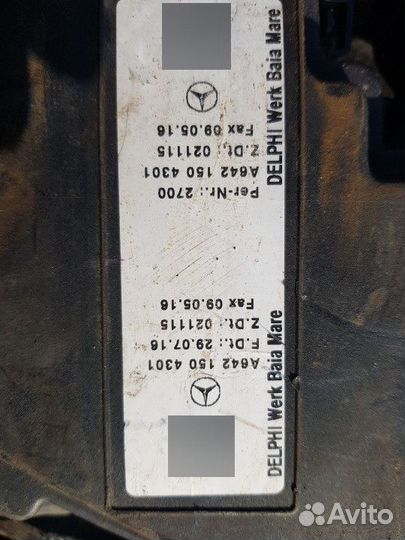 DELPHI Werk Baia Mare
Fax 09.05.16
Z.Dt.: 021115
A642 150 4301
Per-Nr.: 2700
DELPHI Werk Baia Mare
Fax 09.05.16
Z.Dt.: 021115
F.Dt.: 29.07.16
A642 150 4301
Avito